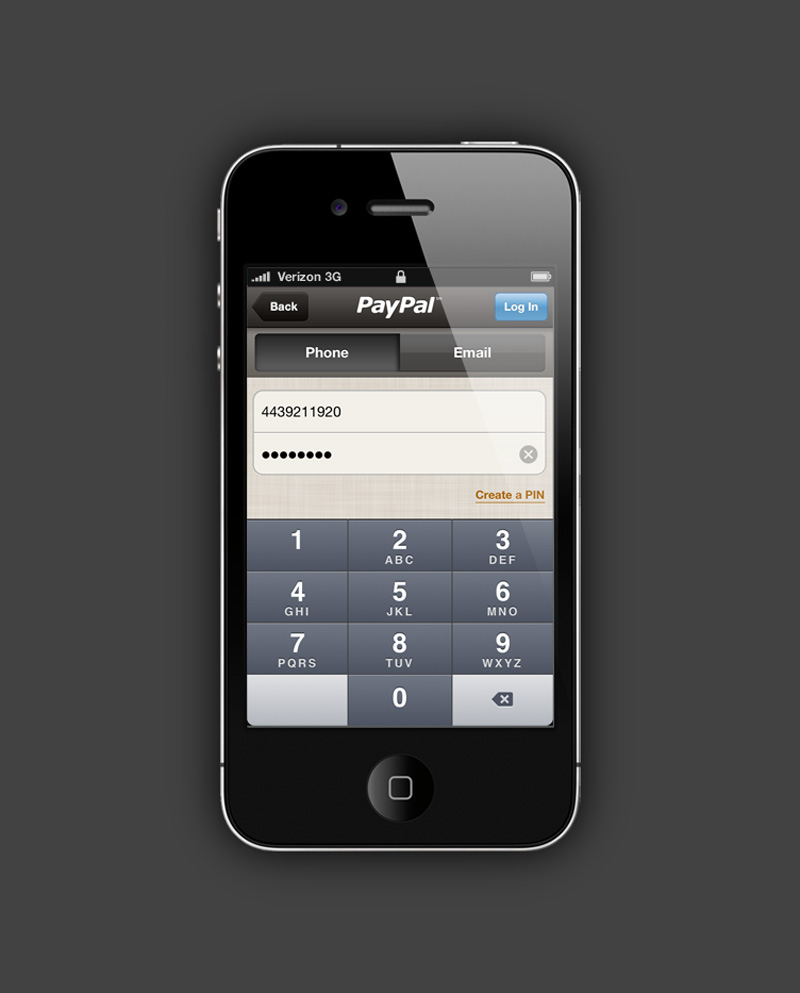 Verizon 3G
Back PayPal℠ Log In
Phone Email
4439211920
••••••••
Create a PIN
1 2 3
ABC DEF
4 5 6
GHI JKL MNO
7 8 9
PQRS TUV WXYZ
0